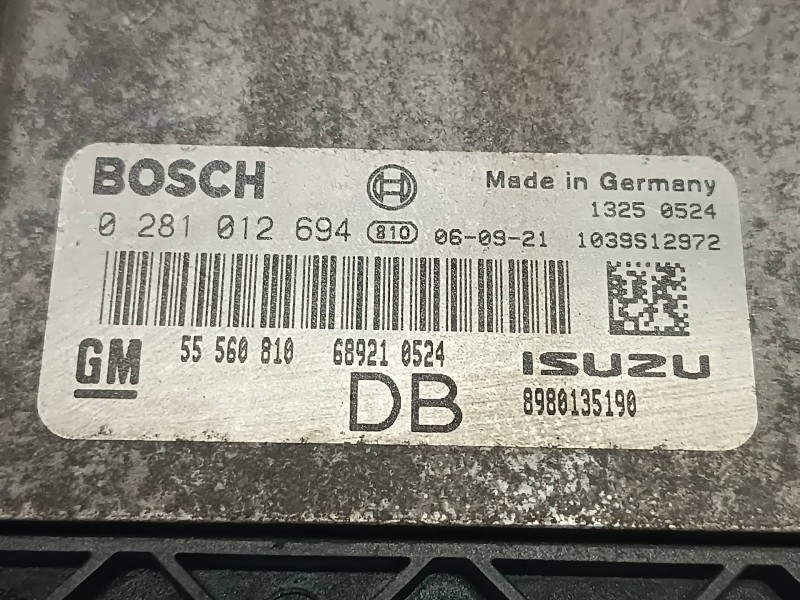 BOSCH Made in Germany
1325 0524
0 281 012 694 810 06-09-21 1039S12972
GM 55 560 810 689210 0524 ISUZU
DB 8980135190